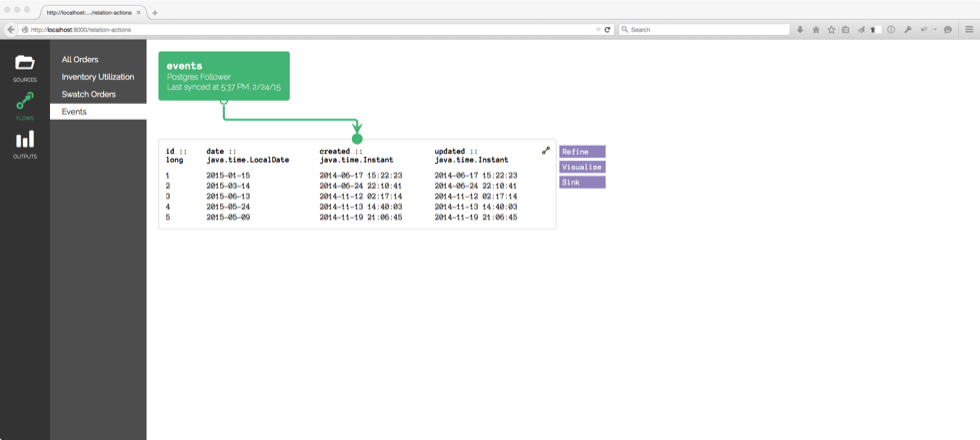 http://localhost:.../relation-actions
http://localhost:8000/relation-actions
Search
SOURCES
FLOWS
OUTPUTS
All Orders
Inventory Utilization
Swatch Orders
Events
events
Postgres Follower
Last synced at 5:37 PM, 2/24/15
id :: date :: created :: updated ::
long java.time.LocalDate java.time.Instant java.time.Instant
1 2015-01-15 2014-06-17 15:22:23 2014-06-17 15:22:23
2 2015-03-14 2014-06-24 22:10:41 2014-06-24 22:10:41
3 2015-06-13 2014-11-12 02:17:14 2014-11-12 02:17:14
4 2015-05-24 2014-11-13 14:40:03 2014-11-13 14:40:03
5 2015-05-09 2014-11-19 21:06:45 2014-11-19 21:06:45
Refine
Visualize
Sink